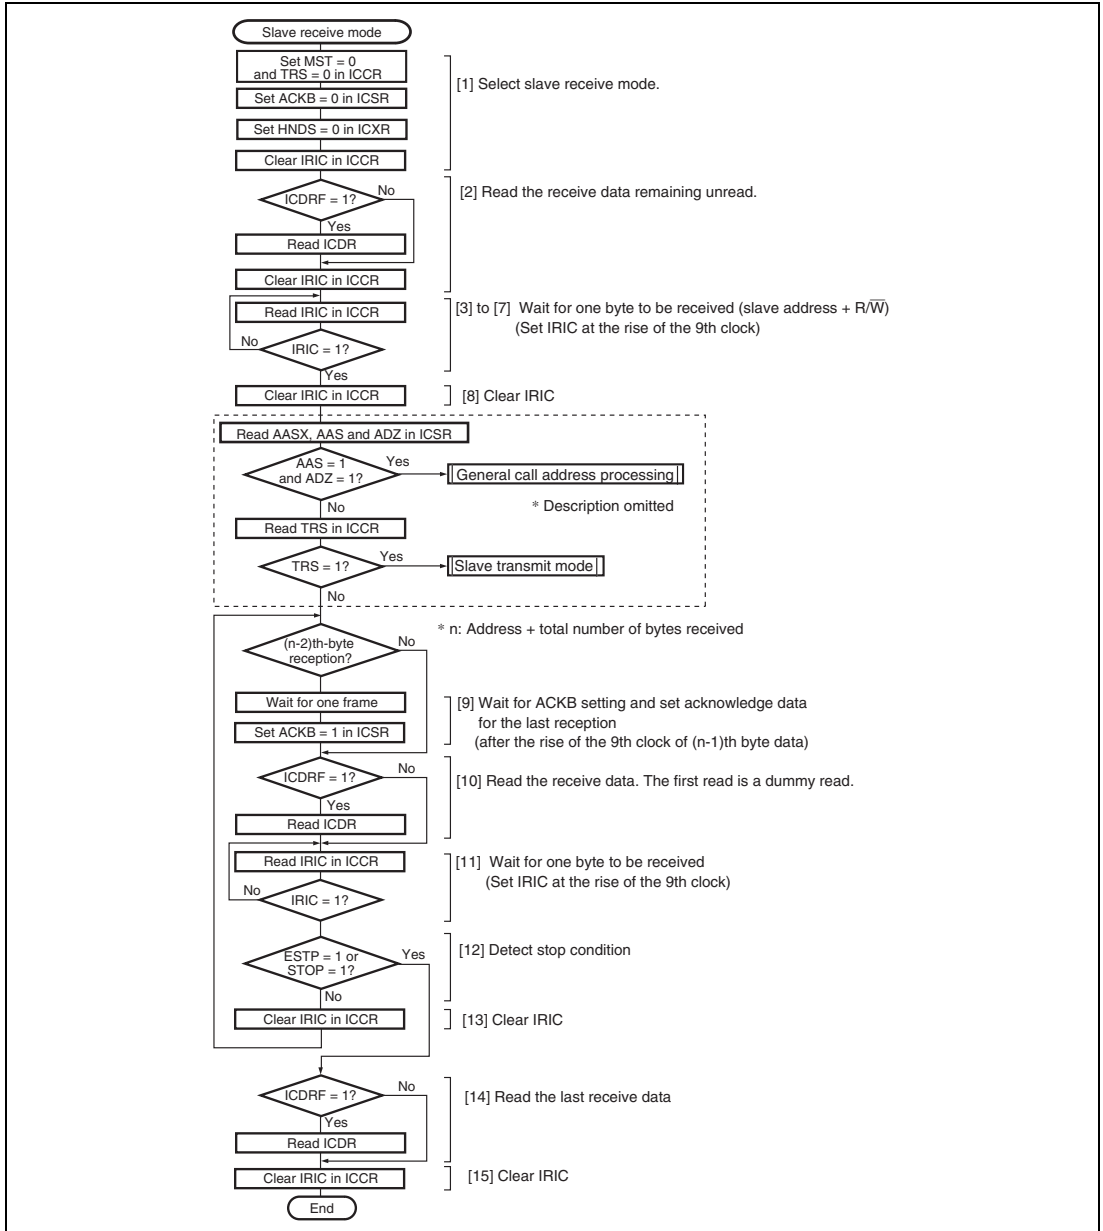 Slave receive mode
Set MST = 0
and TRS = 0 in ICCR
[1] Select slave receive mode.
Set ACKB = 0 in ICSR
Set HNDS = 0 in ICXR
Clear IRIC in ICCR
ICDRF = 1?
No
[2] Read the receive data remaining unread.
Yes
Read ICDR
Clear IRIC in ICCR
Read IRIC in ICCR
[3] to [7] Wait for one byte to be received (slave address + R/W̅)
(Set IRIC at the rise of the 9th clock)
No
IRIC = 1?
Yes
Clear IRIC in ICCR
[8] Clear IRIC
Read AASX, AAS and ADZ in ICSR
AAS = 1
and ADZ = 1?
Yes
General call address processing
* Description omitted
No
Read TRS in ICCR
TRS = 1?
Yes
Slave transmit mode
No
* n: Address + total number of bytes received
(n-2)th-byte
reception?
No
Wait for one frame
Set ACKB = 1 in ICSR
[9] Wait for ACKB setting and set acknowledge data
for the last reception
(after the rise of the 9th clock of (n-1)th byte data)
ICDRF = 1?
No
[10] Read the receive data. The first read is a dummy read.
Yes
Read ICDR
Read IRIC in ICCR
[11] Wait for one byte to be received
(Set IRIC at the rise of the 9th clock)
No
IRIC = 1?
ESTP = 1 or
STOP = 1?
Yes
[12] Detect stop condition
No
Clear IRIC in ICCR
[13] Clear IRIC
ICDRF = 1?
No
[14] Read the last receive data
Yes
Read ICDR
Clear IRIC in ICCR
[15] Clear IRIC
End